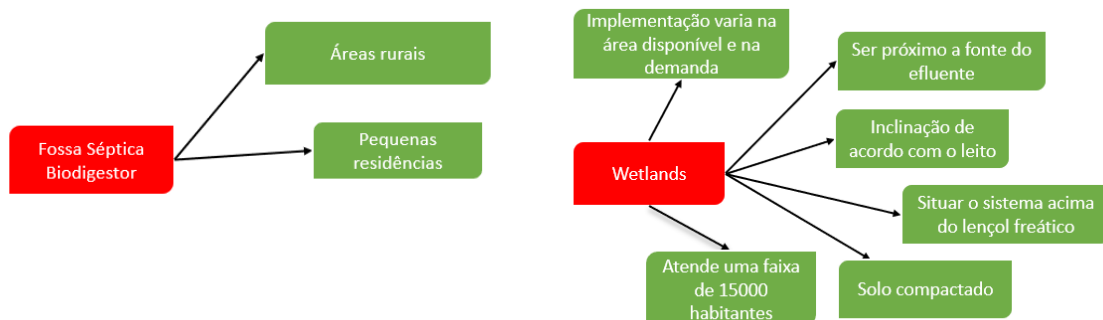 Áreas rurais
Fossa Séptica
Biodigestor
Pequenas
residências
Implementação varia na
área disponível e na
demanda
Ser próximo a fonte do
efluente
Inclinação de
acordo com o leito
Wetlands
Situar o sistema acima
do lençol freático
Atende uma faixa
de 15000
habitantes
Solo compactado